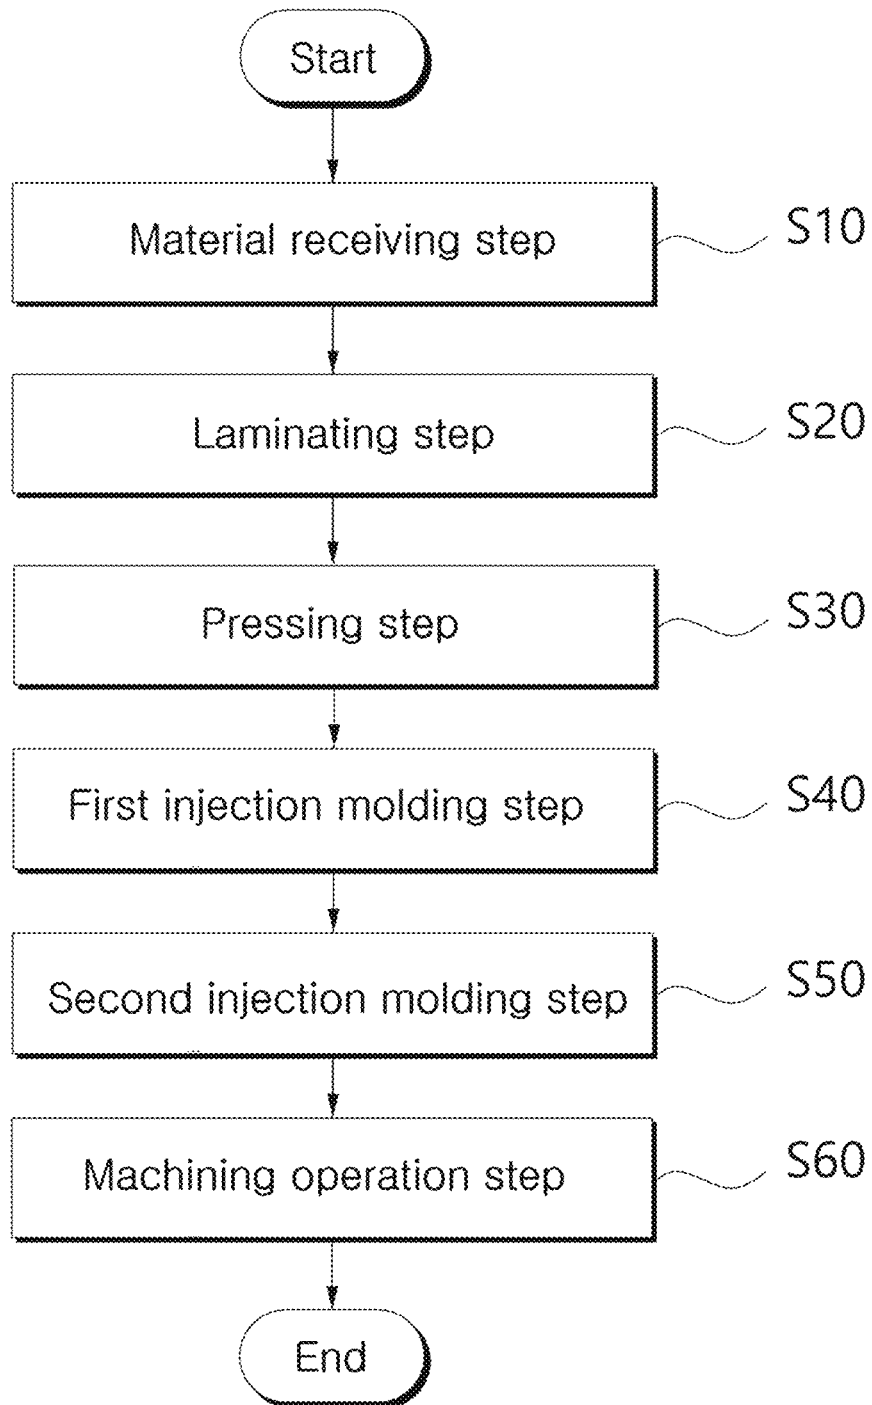 Start
Material receiving step
S10
Laminating step
S20
Pressing step
S30
First injection molding step
S40
Second injection molding step
S50
Machining operation step
S60
End